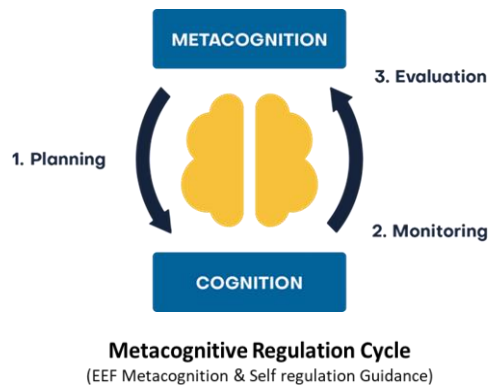 METACOGNITION
3. Evaluation
1. Planning
2. Monitoring
COGNITION
Metacognitive Regulation Cycle
(EEF Metacognition & Self regulation Guidance)